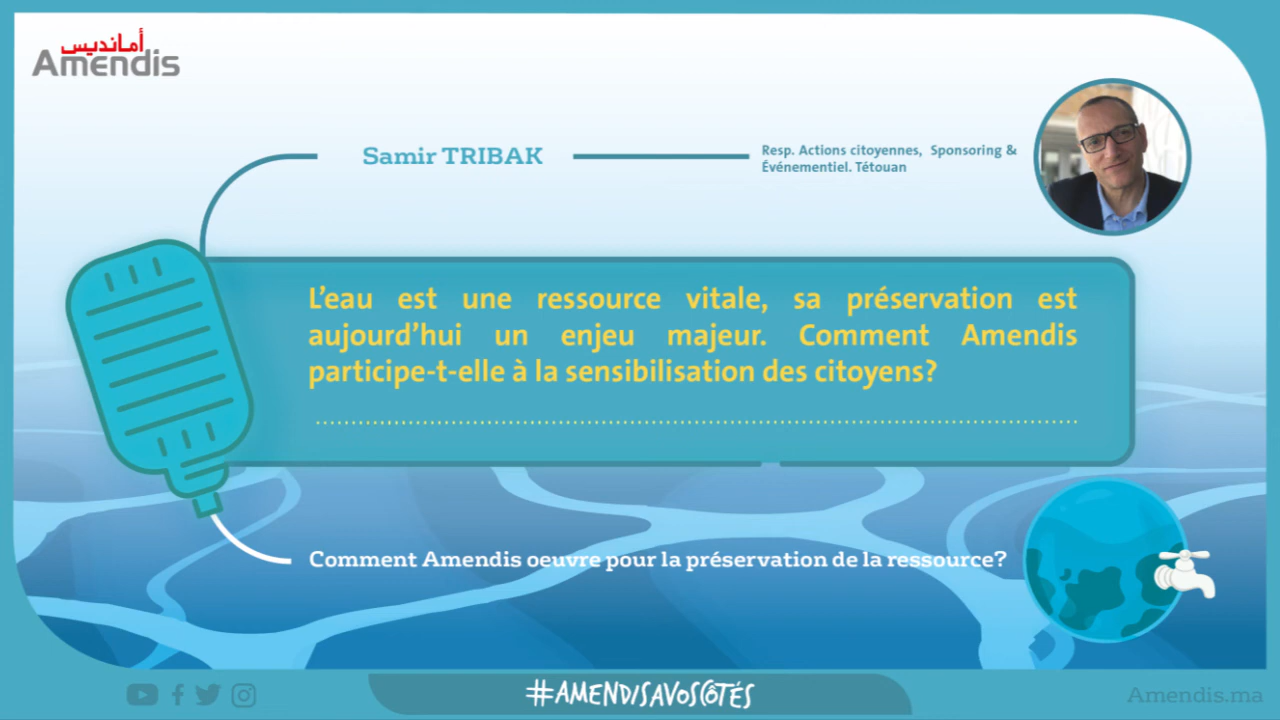 أمانديس
Amendis
Samir TRIBAK
Resp. Actions citoyennes, Sponsoring &
Événementiel. Tétouan
L’eau est une ressource vitale, sa préservation est
aujourd’hui un enjeu majeur. Comment Amendis
participe-t-elle à la sensibilisation des citoyens?
Comment Amendis oeuvre pour la préservation de la ressource?
#AMENDISAVOSCÔTÉS
Amendis.ma